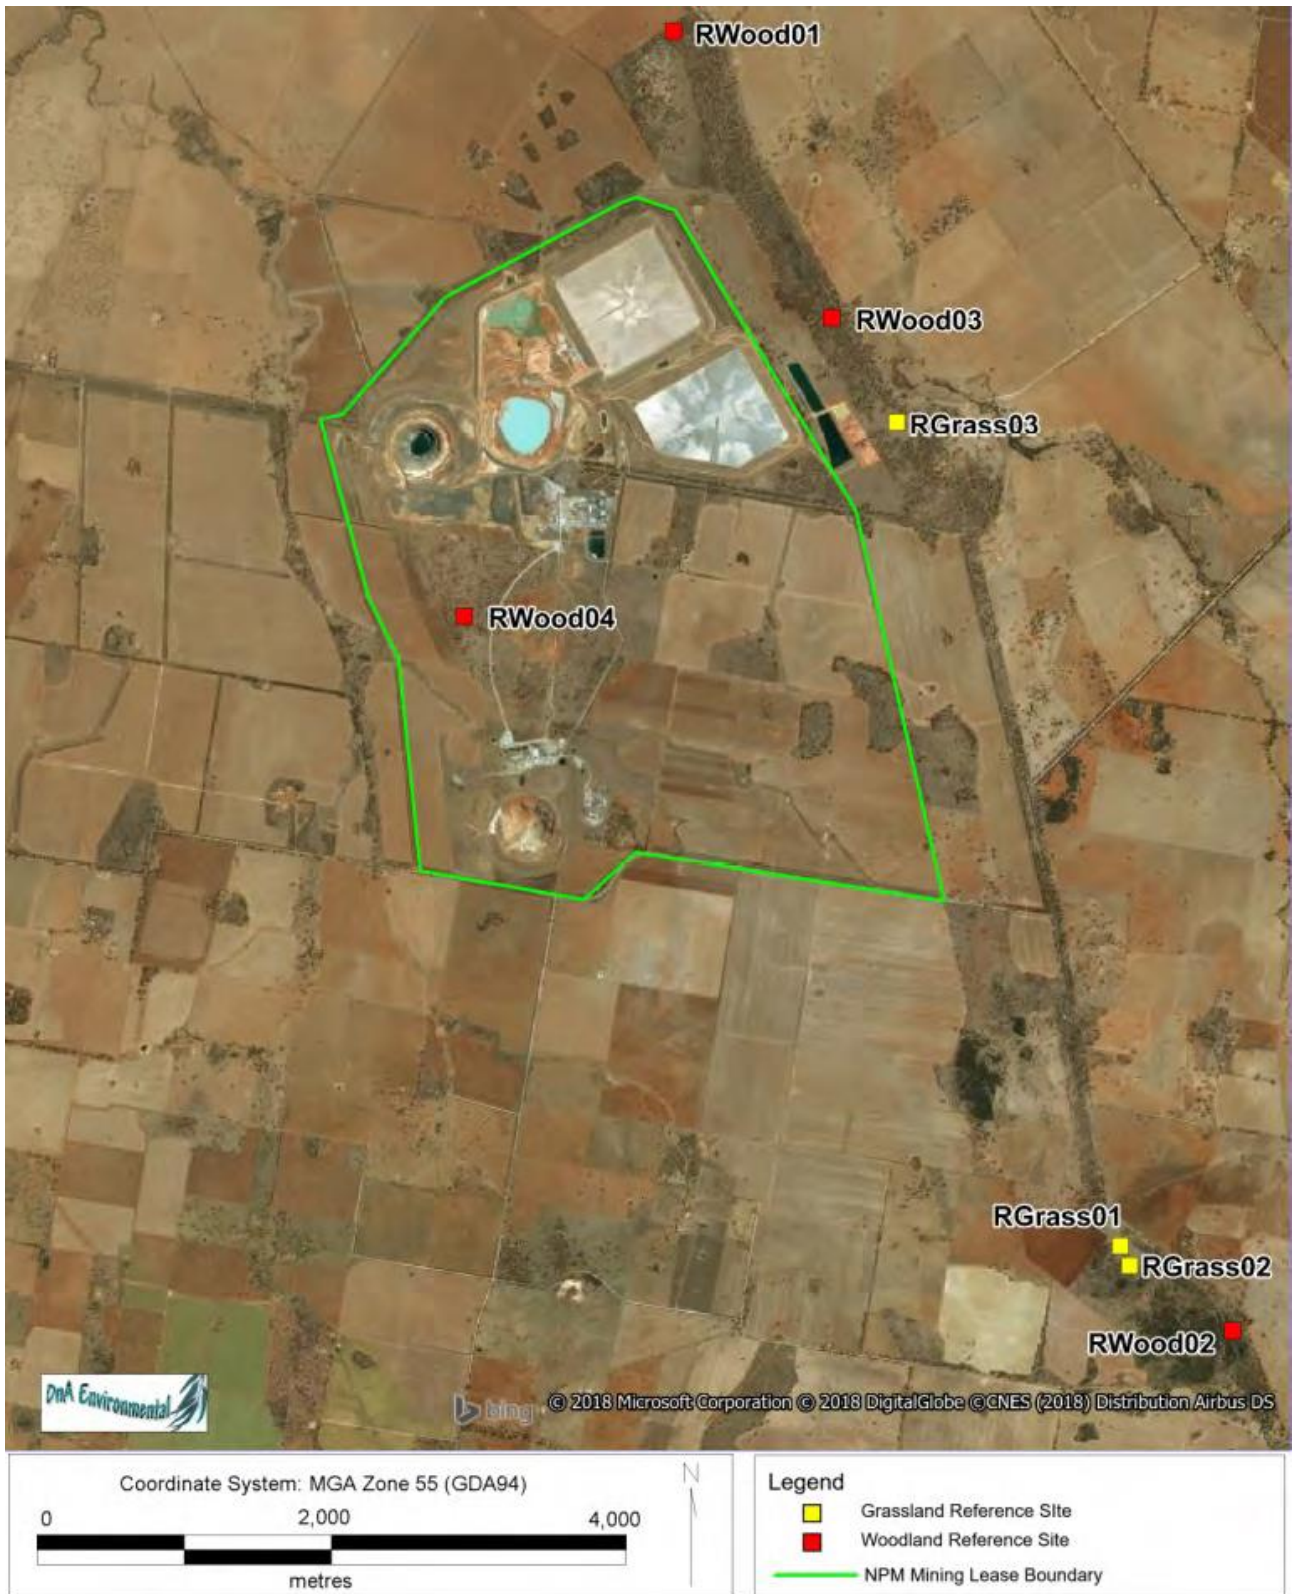 RWood01
RWood03
RGrass03
RWood04
RGrass01
RGrass02
RWood02
DnA Environmental
bing
© 2018 Microsoft Corporation © 2018 DigitalGlobe ©CNES (2018) Distribution Airbus DS
Coordinate System: MGA Zone 55 (GDA94)
0 2,000 4,000
metres
N
Legend
Grassland Reference SIte
Woodland Reference Site
NPM Mining Lease Boundary